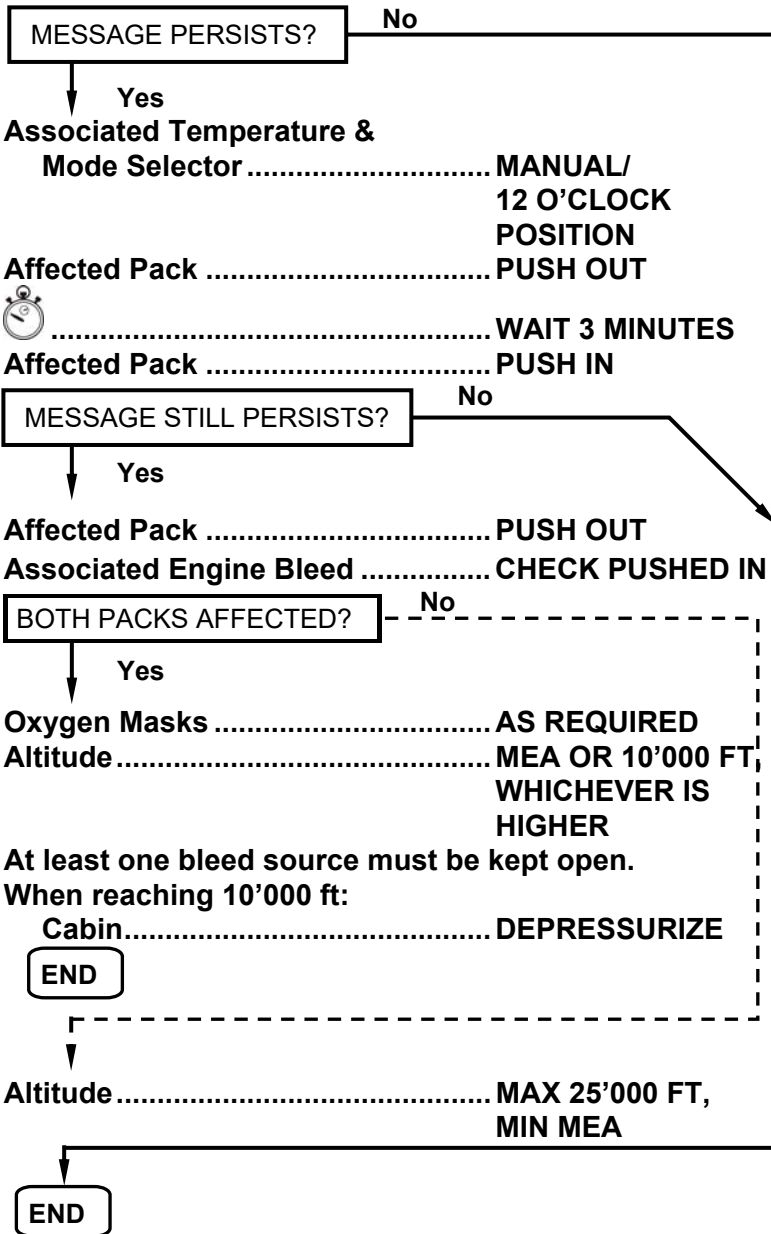 MESSAGE PERSISTS?
No
Yes
Associated Temperature &
Mode Selector .............................. MANUAL/
12 O’CLOCK
POSITION
Affected Pack ................................... PUSH OUT
...................................................... WAIT 3 MINUTES
Affected Pack ................................... PUSH IN
No
MESSAGE STILL PERSISTS?
Yes
Affected Pack ................................... PUSH OUT
Associated Engine Bleed ................ CHECK PUSHED IN
No
BOTH PACKS AFFECTED?
Yes
Oxygen Masks .................................. AS REQUIRED
Altitude.............................................. MEA OR 10’000 FT,
WHICHEVER IS
HIGHER
At least one bleed source must be kept open.
When reaching 10’000 ft:
Cabin............................................. DEPRESSURIZE
END
Altitude.............................................. MAX 25’000 FT,
MIN MEA
END